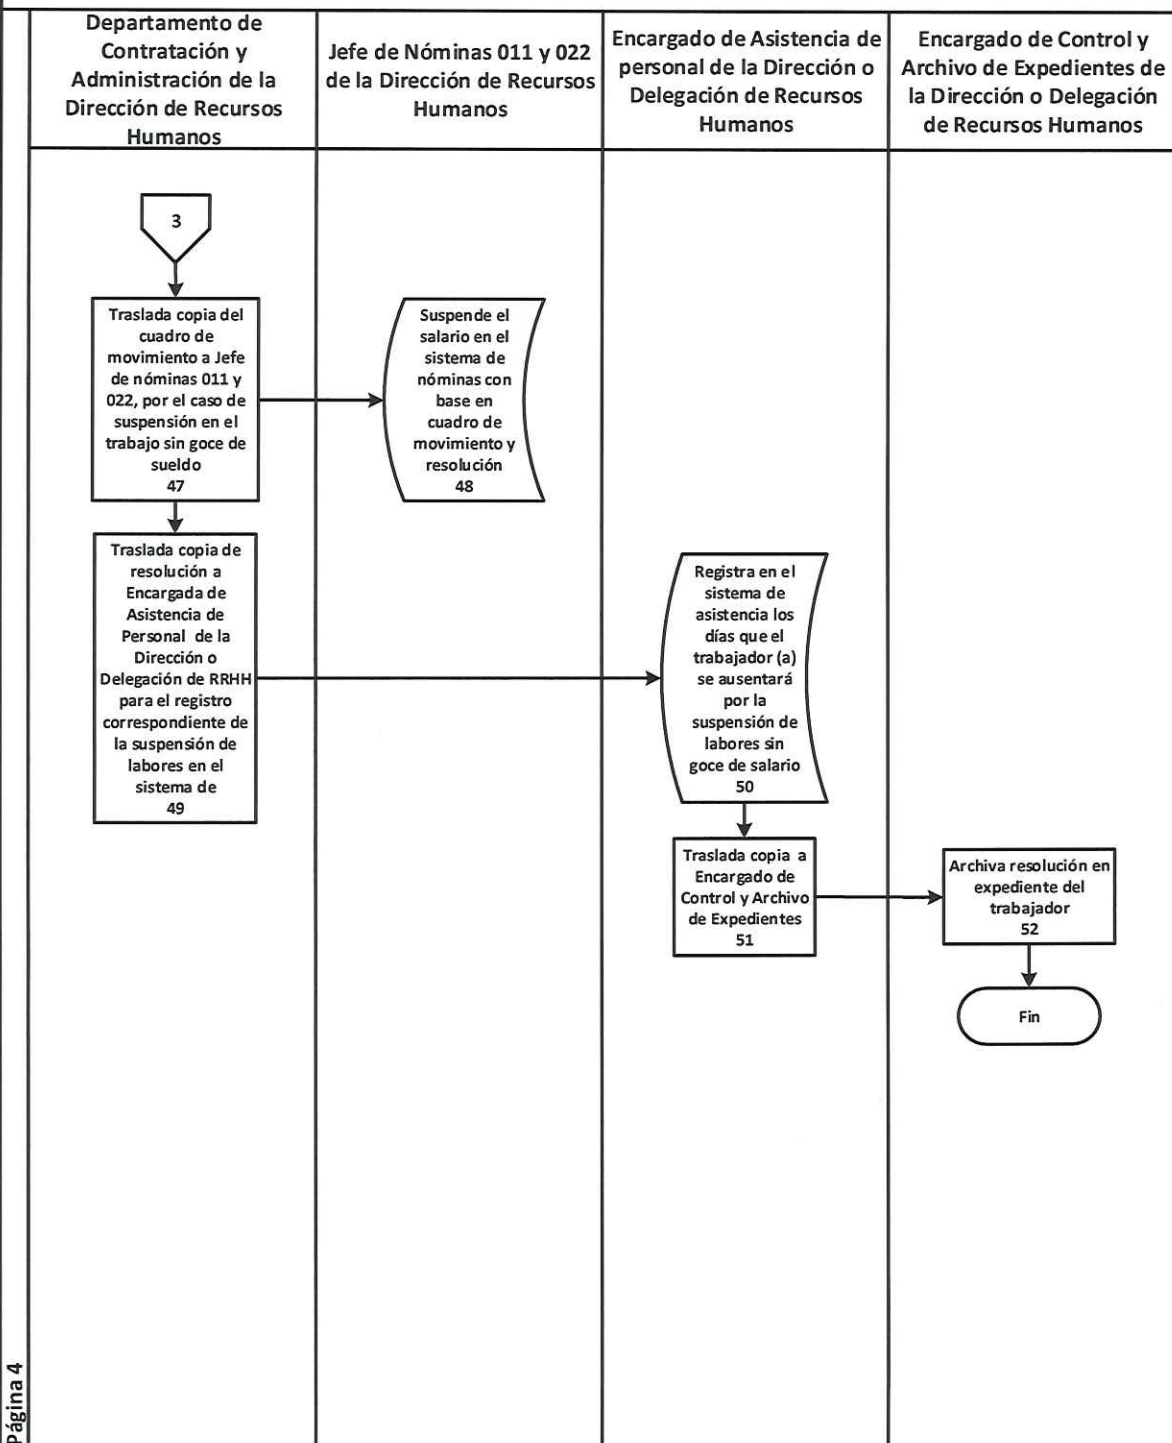 Departamento de
Contratación y
Administración de la
Dirección de Recursos
Humanos
Jefe de Nóminas 011 y 022
de la Dirección de Recursos
Humanos
Encargado de Asistencia de
personal de la Dirección o
Delegación de Recursos
Humanos
Encargado de Control y
Archivo de Expedientes de
la Dirección o Delegación
de Recursos Humanos
3
Traslada copia del
cuadro de
movimiento a Jefe
de nóminas 011 y
022, por el caso de
suspensión en el
trabajo sin goce de
sueldo
47
Suspende el
salario en el
sistema de
nóminas con
base en
cuadro de
movimiento y
resolución
48
Traslada copia de
resolución a
Encargada de
Asistencia de
Personal de la
Dirección o
Delegación de RRHH
para el registro
correspondiente de
la suspensión de
labores en el
sistema de
49
Registra en el
sistema de
asistencia los
días que el
trabajador (a)
se ausentará
por la
suspensión de
labores sin
goce de salario
50
Traslada copia a
Encargado de
Control y Archivo
de Expedientes
51
Archiva resolución en
expediente del
trabajador
52
Fin
Página 4